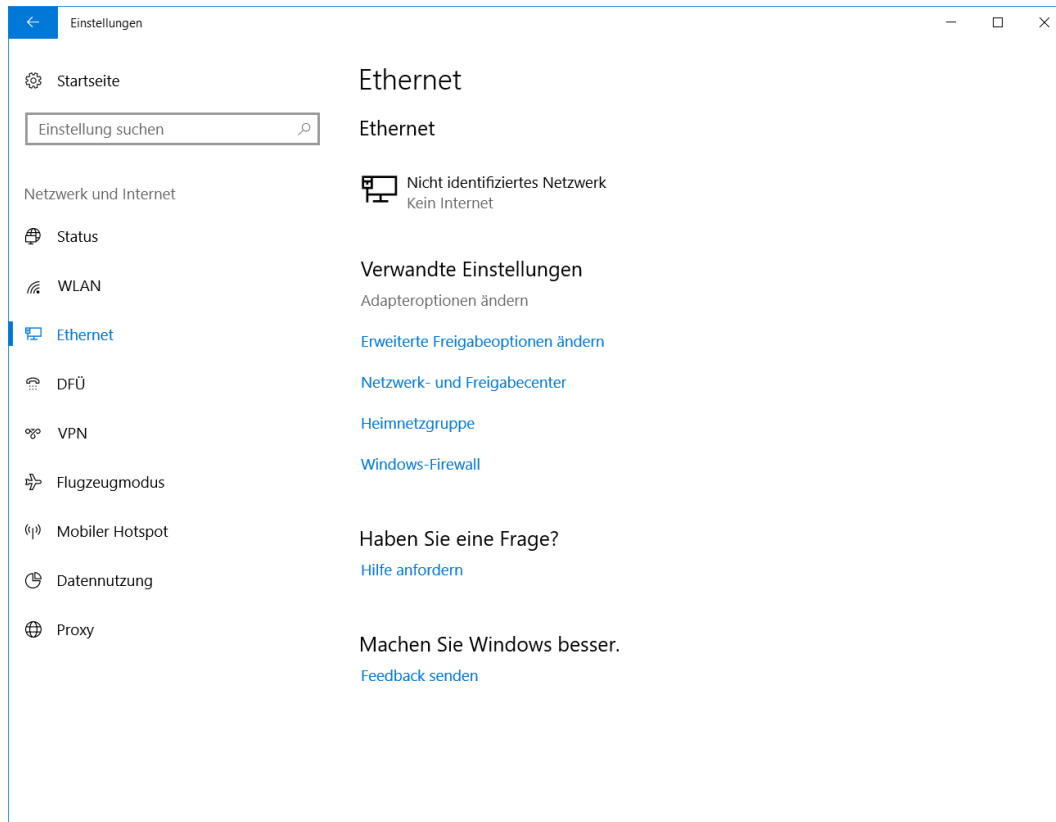 Einstellungen
Startseite
Einstellung suchen
Netzwerk und Internet
Status
WLAN
Ethernet
DFÜ
VPN
Flugzeugmodus
Mobiler Hotspot
Datennutzung
Proxy
Ethernet
Ethernet
Nicht identifiziertes Netzwerk
Kein Internet
Verwandte Einstellungen
Adapteroptionen ändern
Erweiterte Freigabeoptionen ändern
Netzwerk- und Freigabecenter
Heimnetzgruppe
Windows-Firewall
Haben Sie eine Frage?
Hilfe anfordern
Machen Sie Windows besser.
Feedback senden